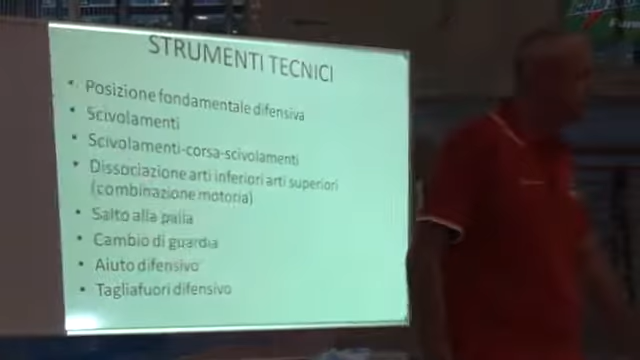 STRUMENTI TECNICI
• Posizione fondamentale difensiva
• Scivolamenti
• Scivolamenti-corsa-scivolamenti
• Dissociazione arti inferiori arti superiori
(combinazione motoria)
• Salto alla palla
• Cambio di guardia
• Aiuto difensivo
• Tagliafuori difensivo